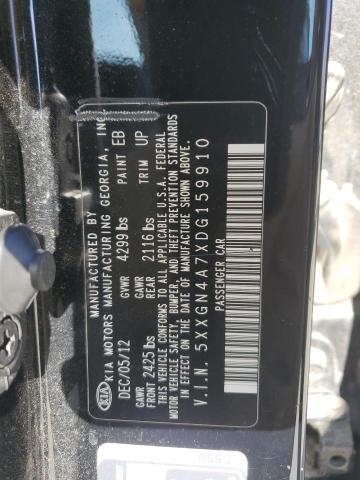 MANUFACTURED BY
KIA KIA MOTORS MANUFACTURING GEORGIA, INC.
DEC/05/12 GVWR 4299 lbs PAINT EB
GAWR FRONT 2425 lbs GAWR REAR 2116 lbs TRIM UP
THIS VEHICLE CONFORMS TO ALL APPLICABLE U.S.A. FEDERAL
MOTOR VEHICLE SAFETY, BUMPER, AND THEFT PREVENTION STANDARDS
IN EFFECT ON THE DATE OF MANUFACTURE SHOWN ABOVE.
V.I.N. 5XXGN4A7XDG159910
PASSENGER CAR